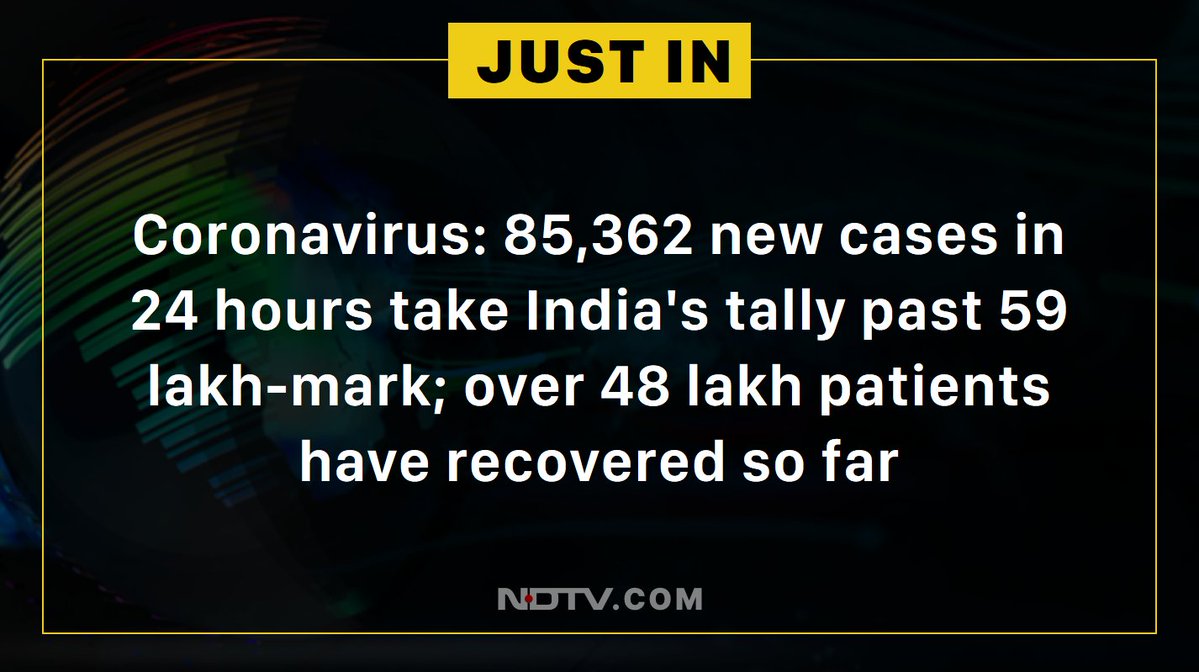 JUST IN
Coronavirus: 85,362 new cases in
24 hours take India's tally past 59
lakh-mark; over 48 lakh patients
have recovered so far
NDTV.COM